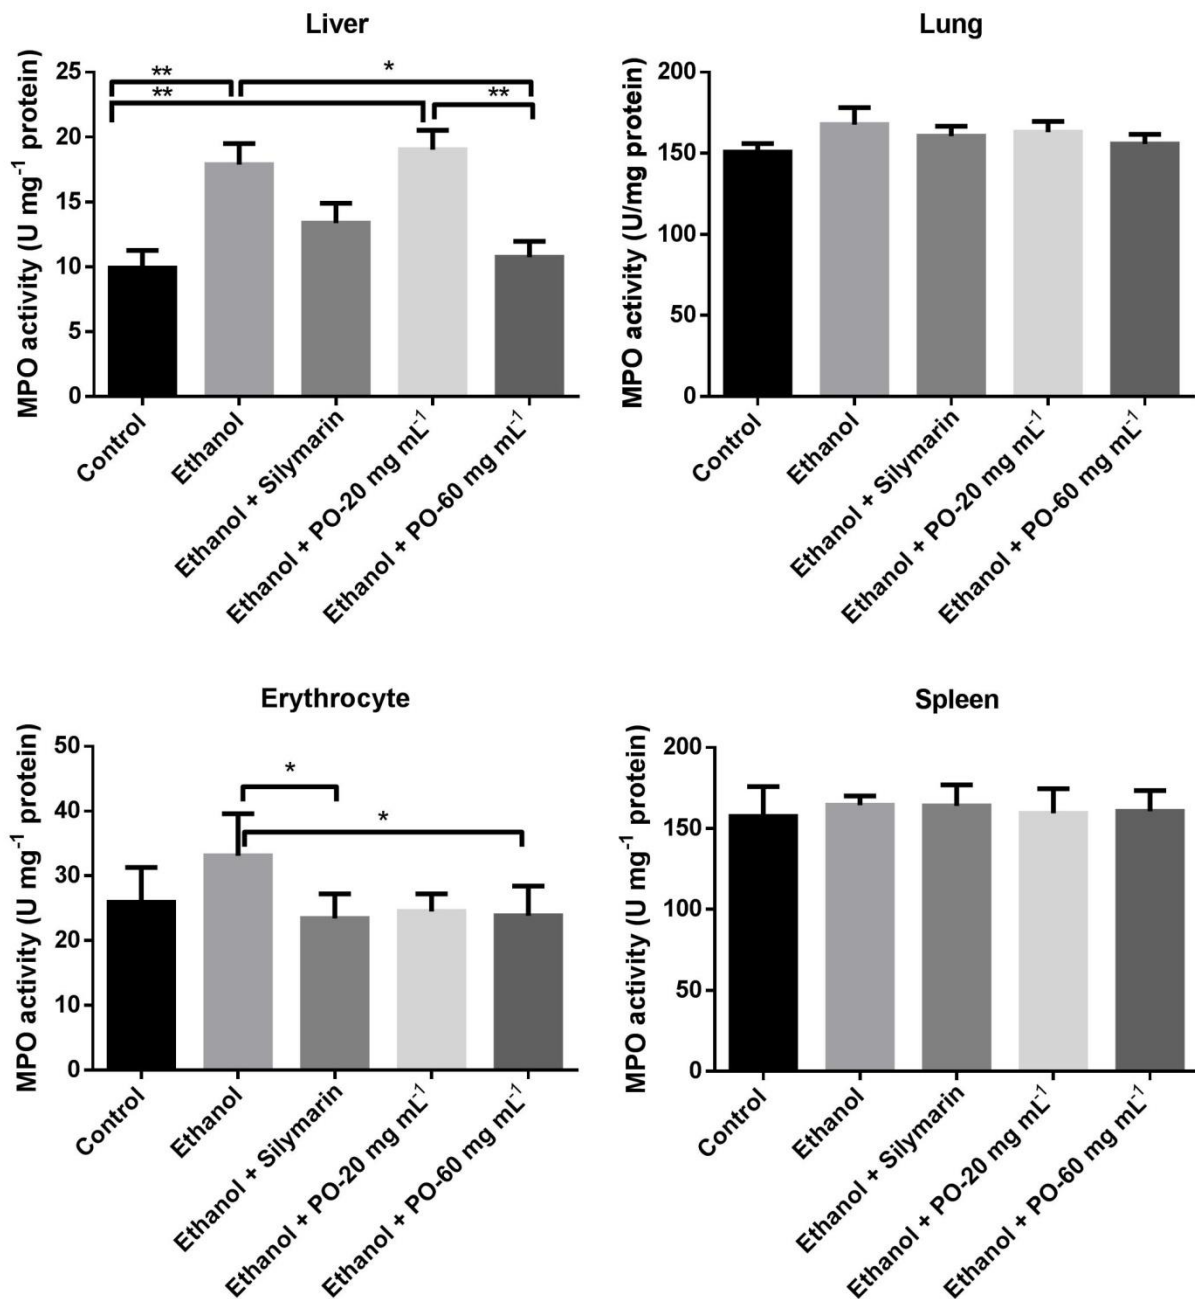 Liver
MPO activity (U mg⁻¹ protein)
25
20
15
10
5
0
**
*
**
**
Control
Ethanol
Ethanol + Silymarin
Ethanol + PO-20 mg mL⁻¹
Ethanol + PO-60 mg mL⁻¹
Lung
MPO activity (U/mg protein)
200
150
100
50
0
Control
Ethanol
Ethanol + Silymarin
Ethanol + PO-20 mg mL⁻¹
Ethanol + PO-60 mg mL⁻¹
Erythrocyte
MPO activity (U mg⁻¹ protein)
50
40
30
20
10
0
*
*
Control
Ethanol
Ethanol + Silymarin
Ethanol + PO-20 mg mL⁻¹
Ethanol + PO-60 mg mL⁻¹
Spleen
MPO activity (U mg⁻¹ protein)
200
150
100
50
0
Control
Ethanol
Ethanol + Silymarin
Ethanol + PO-20 mg mL⁻¹
Ethanol + PO-60 mg mL⁻¹